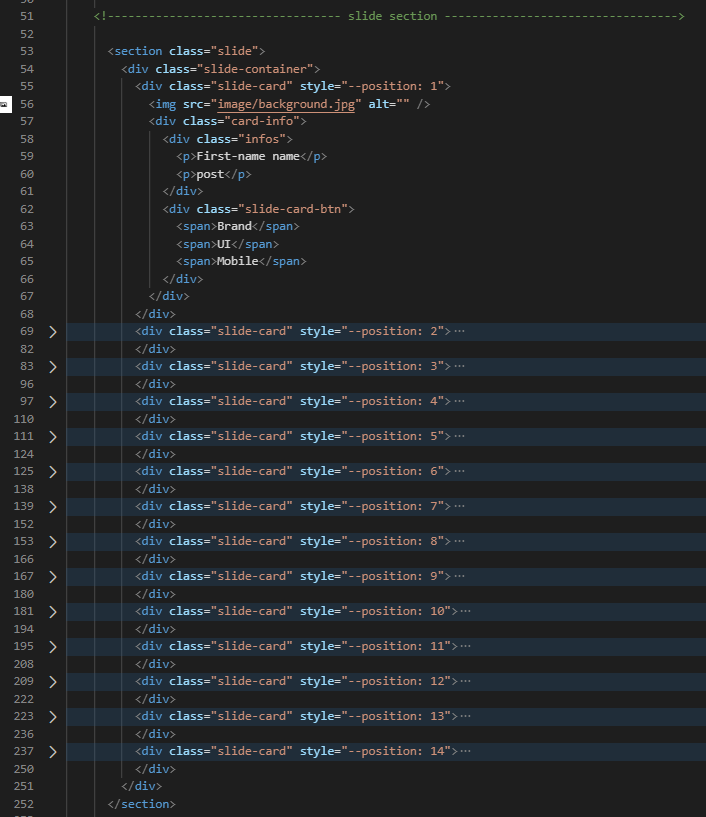 51 <!------------------------------ slide section ------------------------------->
52
53 <section class="slide">
54 <div class="slide-container">
55 <div class="slide-card" style="--position: 1">
56 <img src="image/background.jpg" alt="" />
57 <div class="card-info">
58 <div class="infos">
59 <p>First-name name</p>
60 <p>post</p>
61 </div>
62 <div class="slide-card-btn">
63 <span>Brand</span>
64 <span>UI</span>
65 <span>Mobile</span>
66 </div>
67 </div>
68 </div>
69 <div class="slide-card" style="--position: 2">···
82 </div>
83 <div class="slide-card" style="--position: 3">···
96 </div>
97 <div class="slide-card" style="--position: 4">···
110 </div>
111 <div class="slide-card" style="--position: 5">···
124 </div>
125 <div class="slide-card" style="--position: 6">···
138 </div>
139 <div class="slide-card" style="--position: 7">···
152 </div>
153 <div class="slide-card" style="--position: 8">···
166 </div>
167 <div class="slide-card" style="--position: 9">···
180 </div>
181 <div class="slide-card" style="--position: 10">···
194 </div>
195 <div class="slide-card" style="--position: 11">···
208 </div>
209 <div class="slide-card" style="--position: 12">···
222 </div>
223 <div class="slide-card" style="--position: 13">···
236 </div>
237 <div class="slide-card" style="--position: 14">···
250 </div>
251 </div>
252 </section>